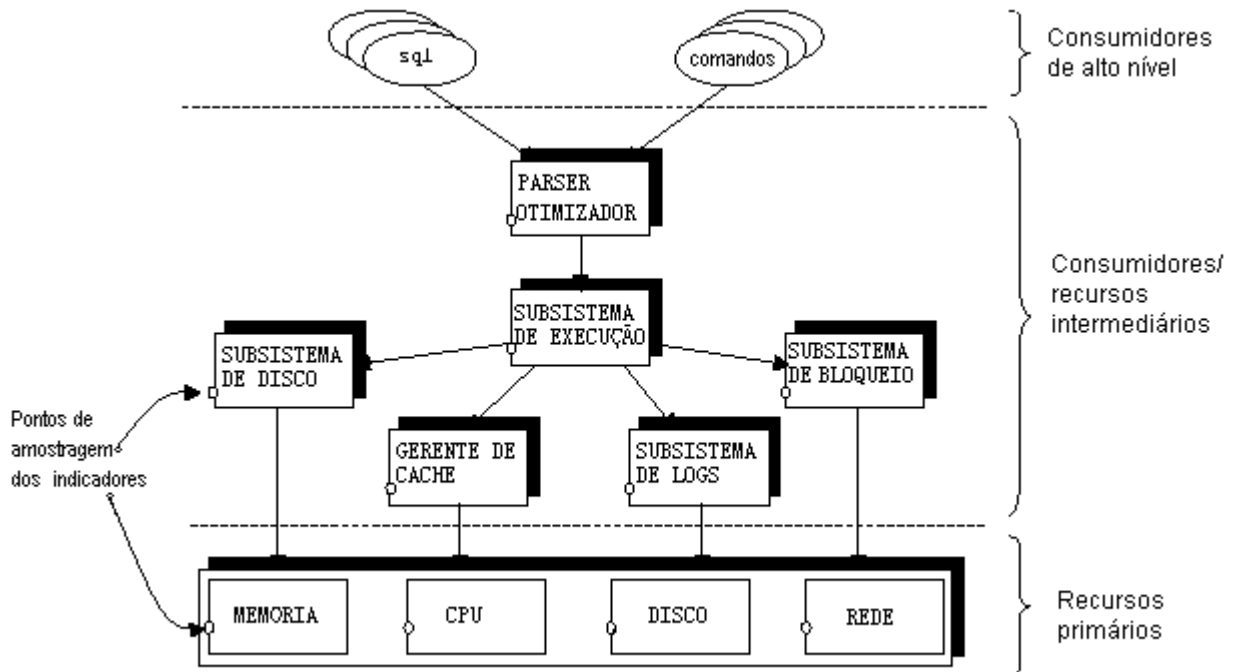 sql
comandos
Consumidores
de alto nível
PARSER
OTIMIZADOR
Consumidores/
recursos
intermediários
SUBSISTEMA
DE EXECUÇÃO
SUBSISTEMA
DE DISCO
SUBSISTEMA
DE BLOQUEIO
Pontos de
amostragem
dos indicadores
GERENTE DE
CACHE
SUBSISTEMA
DE LOGS
MEMORIA
CPU
DISCO
REDE
Recursos
primários